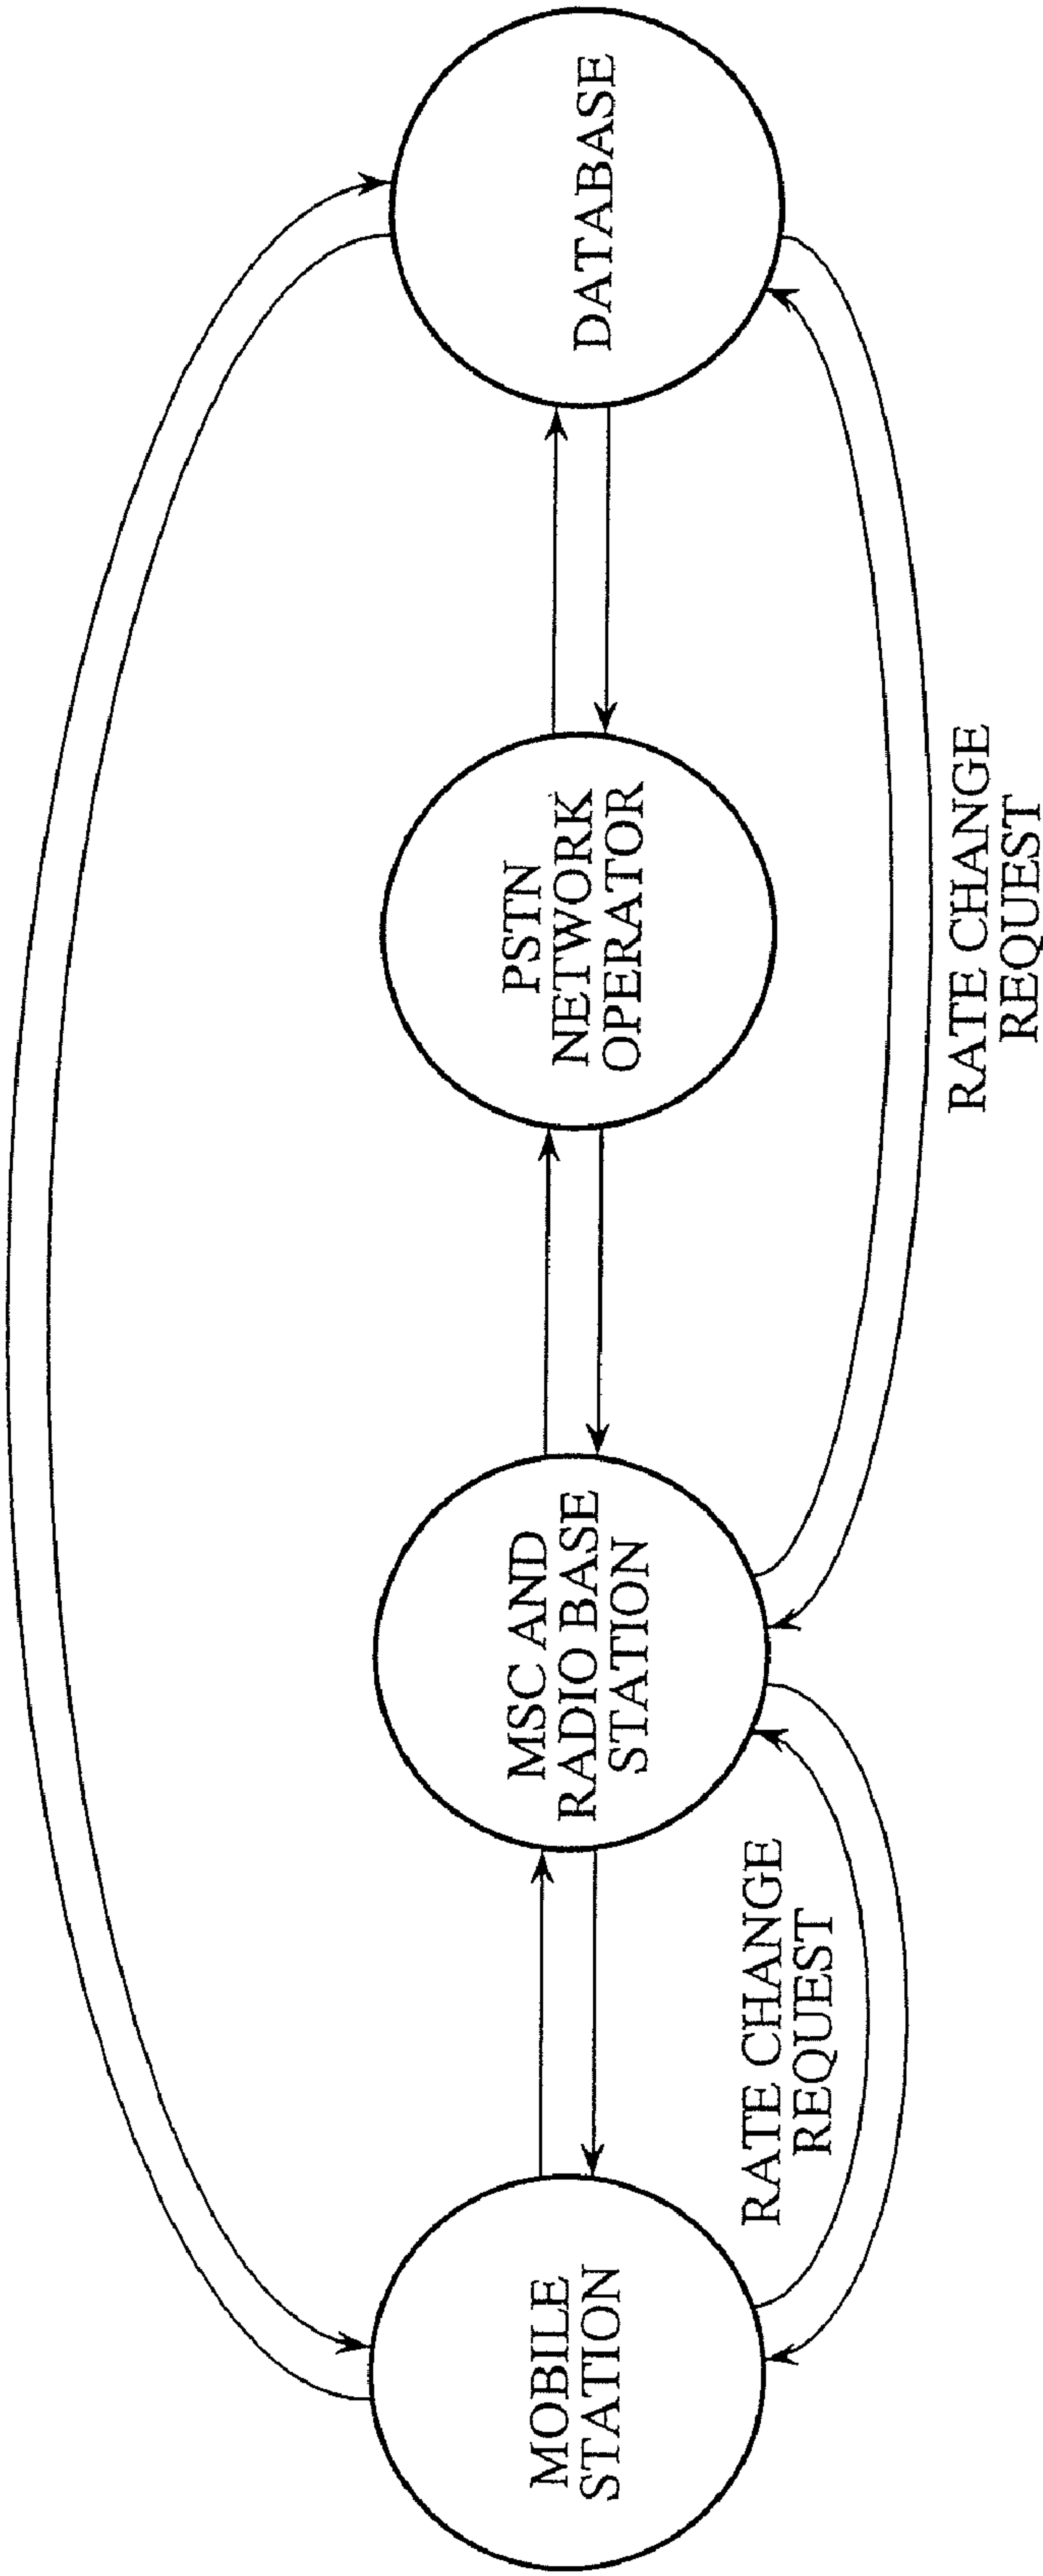 MOBILE
STATION
MSC AND
RADIO BASE
STATION
PSTN
NETWORK
OPERATOR
DATABASE
RATE CHANGE
REQUEST
RATE CHANGE
REQUEST